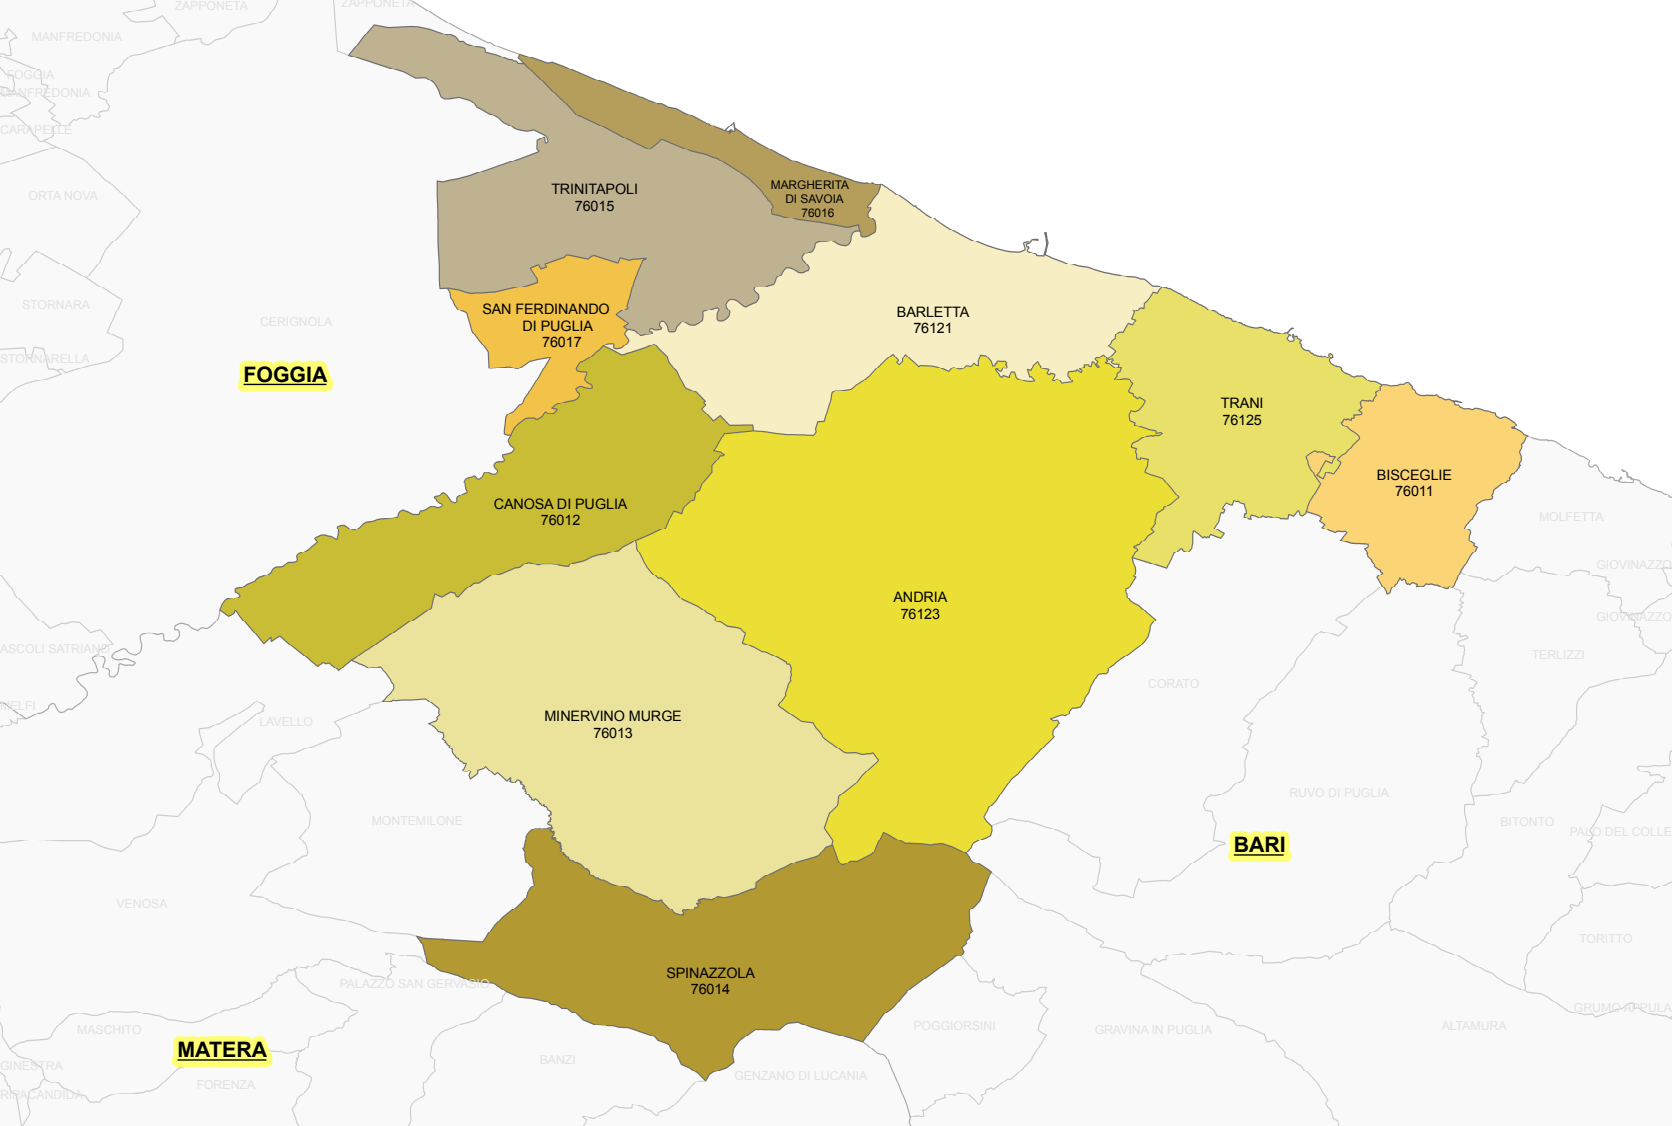 ZAPPONETA
ZAPPONETA
MANFREDONIA
FOGGIA
MANFREDONIA
CARAPELLE
ORTA NOVA
TRINITAPOLI
76015
MARGHERITA
DI SAVOIA
76016
STORNARA
CERIGNOLA
SAN FERDINANDO
DI PUGLIA
76017
BARLETTA
76121
STORNARELLA
FOGGIA
TRANI
76125
BISCEGLIE
76011
CANOSA DI PUGLIA
76012
MOLFETTA
GIOVINAZZO
ANDRIA
76123
GIOVINAZZO
ASCOLI SATRIANO
TERLIZZI
CORATO
MELFI
LAVELLO
MINERVINO MURGE
76013
RUVO DI PUGLIA
MONTEMILONE
BITONTO
PALO DEL COLLE
BARI
VENOSA
TORITTO
SPINAZZOLA
76014
PALAZZO SAN GERVASIO
GRUMO APPULA
MASCHITO
POGGIORSINI
GRAVINA IN PUGLIA
ALTAMURA
MATERA
GINESTRA
BANZI
GENZANO DI LUCANIA
FORENZA
RIPACANDIDA